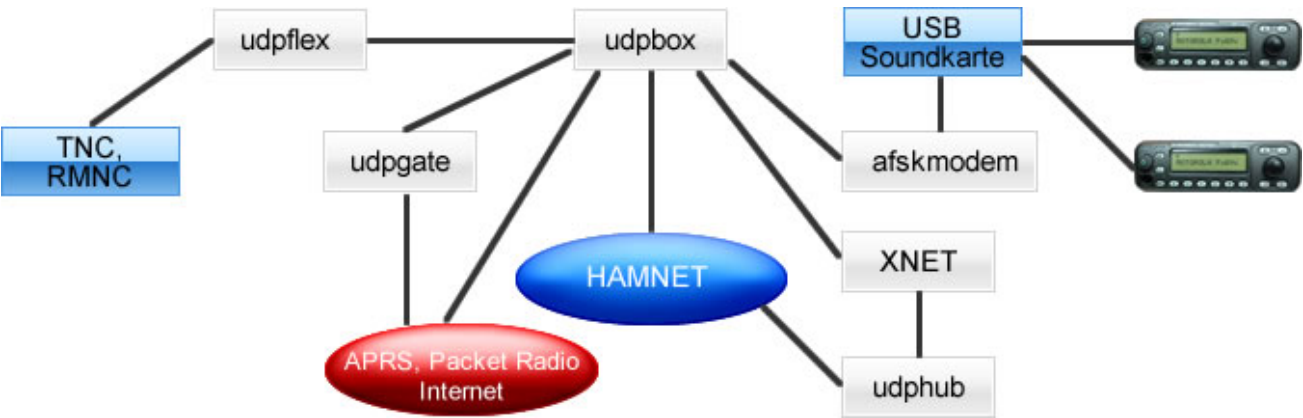 udpflex
udpbox
USB
Soundkarte
TNC,
RMNC
udpgate
afskmodem
HAMNET
XNET
APRS, Packet Radio
Internet
udphub